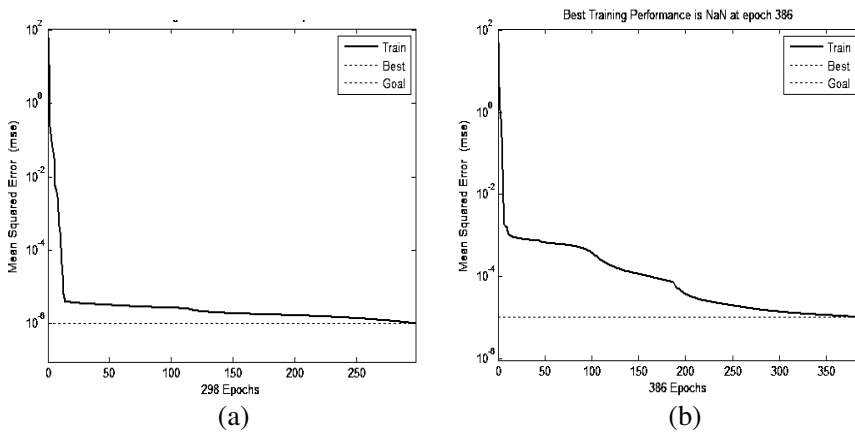 10^2
Train
Best
Goal
10^0
10^-2
10^-4
10^-6
Mean Squared Error (mse)
0 50 100 150 200 250
298 Epochs
(a)
Best Training Performance is NaN at epoch 386
10^2
Train
Best
Goal
10^0
10^-2
10^-4
10^-6
Mean Squared Error (mse)
0 50 100 150 200 250 300 350
386 Epochs
(b)